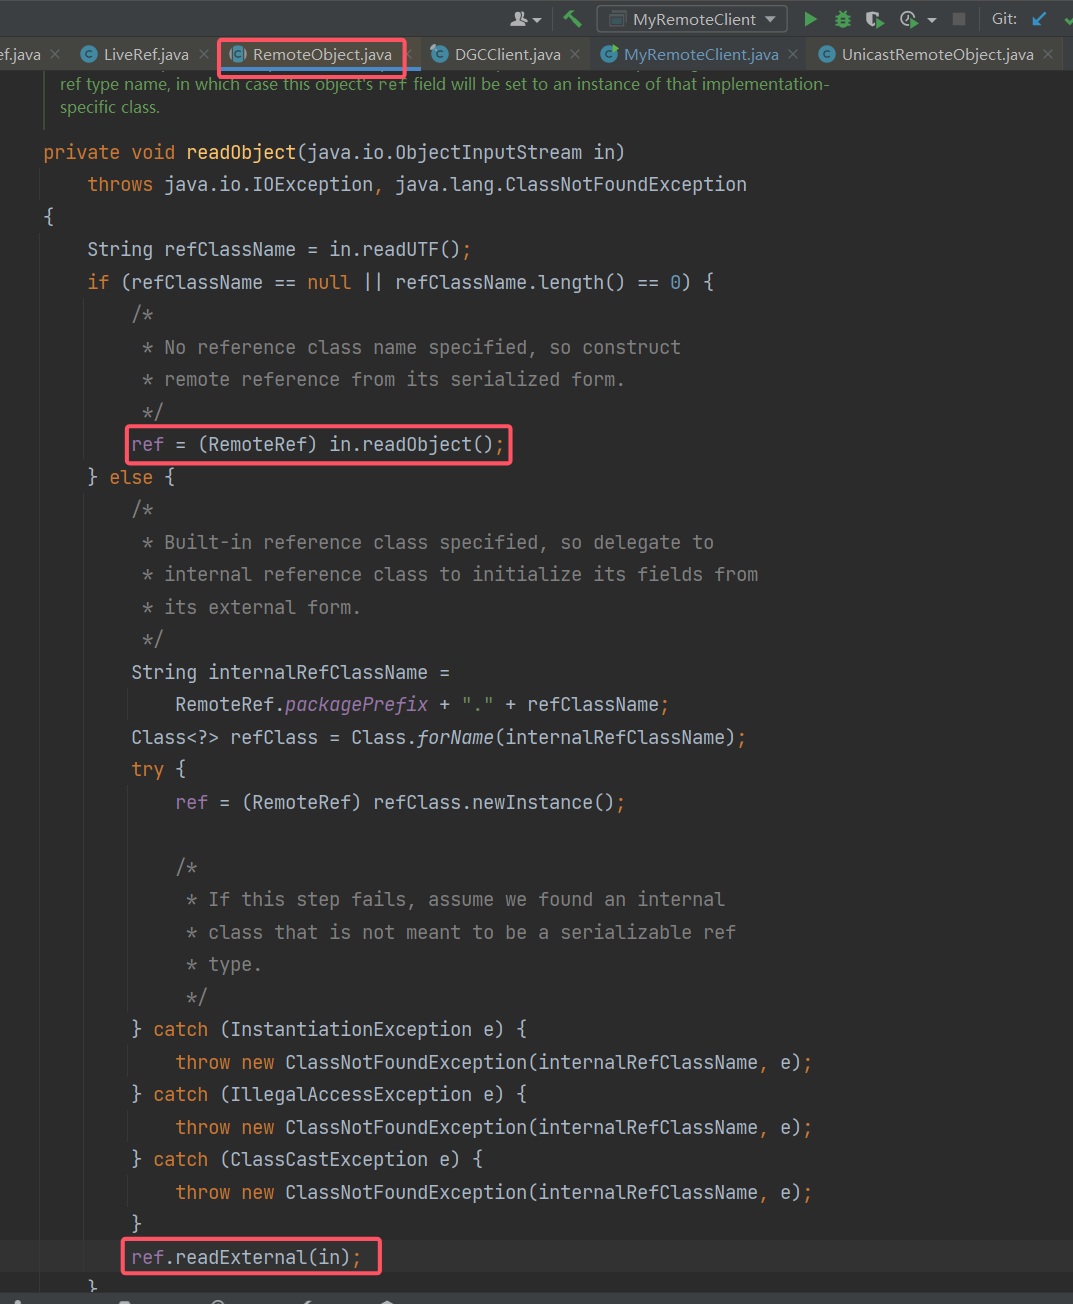 MyRemoteClient Git:
ef.java LiveRef.java RemoteObject.java DGCClient.java MyRemoteClient.java UnicastRemoteObject.java
ref type name, in which case this object's ref field will be set to an instance of that implementation-
specific class.
private void readObject(java.io.ObjectInputStream in)
throws java.io.IOException, java.lang.ClassNotFoundException
{
String refClassName = in.readUTF();
if (refClassName == null || refClassName.length() == 0) {
/*
* No reference class name specified, so construct
* remote reference from its serialized form.
*/
ref = (RemoteRef) in.readObject();
} else {
/*
* Built-in reference class specified, so delegate to
* internal reference class to initialize its fields from
* its external form.
*/
String internalRefClassName =
RemoteRef.packagePrefix + "." + refClassName;
Class<?> refClass = Class.forName(internalRefClassName);
try {
ref = (RemoteRef) refClass.newInstance();
/*
* If this step fails, assume we found an internal
* class that is not meant to be a serializable ref
* type.
*/
} catch (InstantiationException e) {
throw new ClassNotFoundException(internalRefClassName, e);
} catch (IllegalAccessException e) {
throw new ClassNotFoundException(internalRefClassName, e);
} catch (ClassCastException e) {
throw new ClassNotFoundException(internalRefClassName, e);
}
ref.readExternal(in);
}